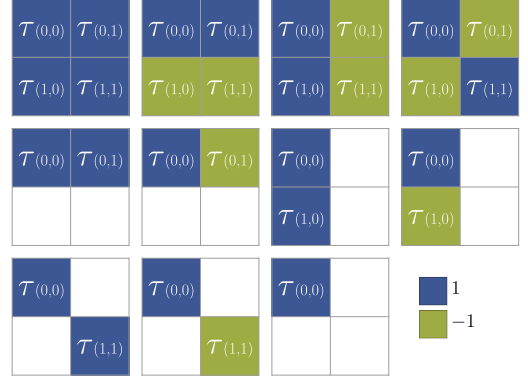 τ(0,0) τ(0,1) τ(0,0) τ(0,1) τ(0,0) τ(0,1) τ(0,0) τ(0,1)
τ(1,0) τ(1,1) τ(1,0) τ(1,1) τ(1,0) τ(1,1) τ(1,0) τ(1,1)
τ(0,0) τ(0,1) τ(0,0) τ(0,1) τ(0,0) τ(0,0)
τ(1,0) τ(1,0)
τ(0,0) τ(0,0) τ(0,0)
1
−1
τ(1,1) τ(1,1)